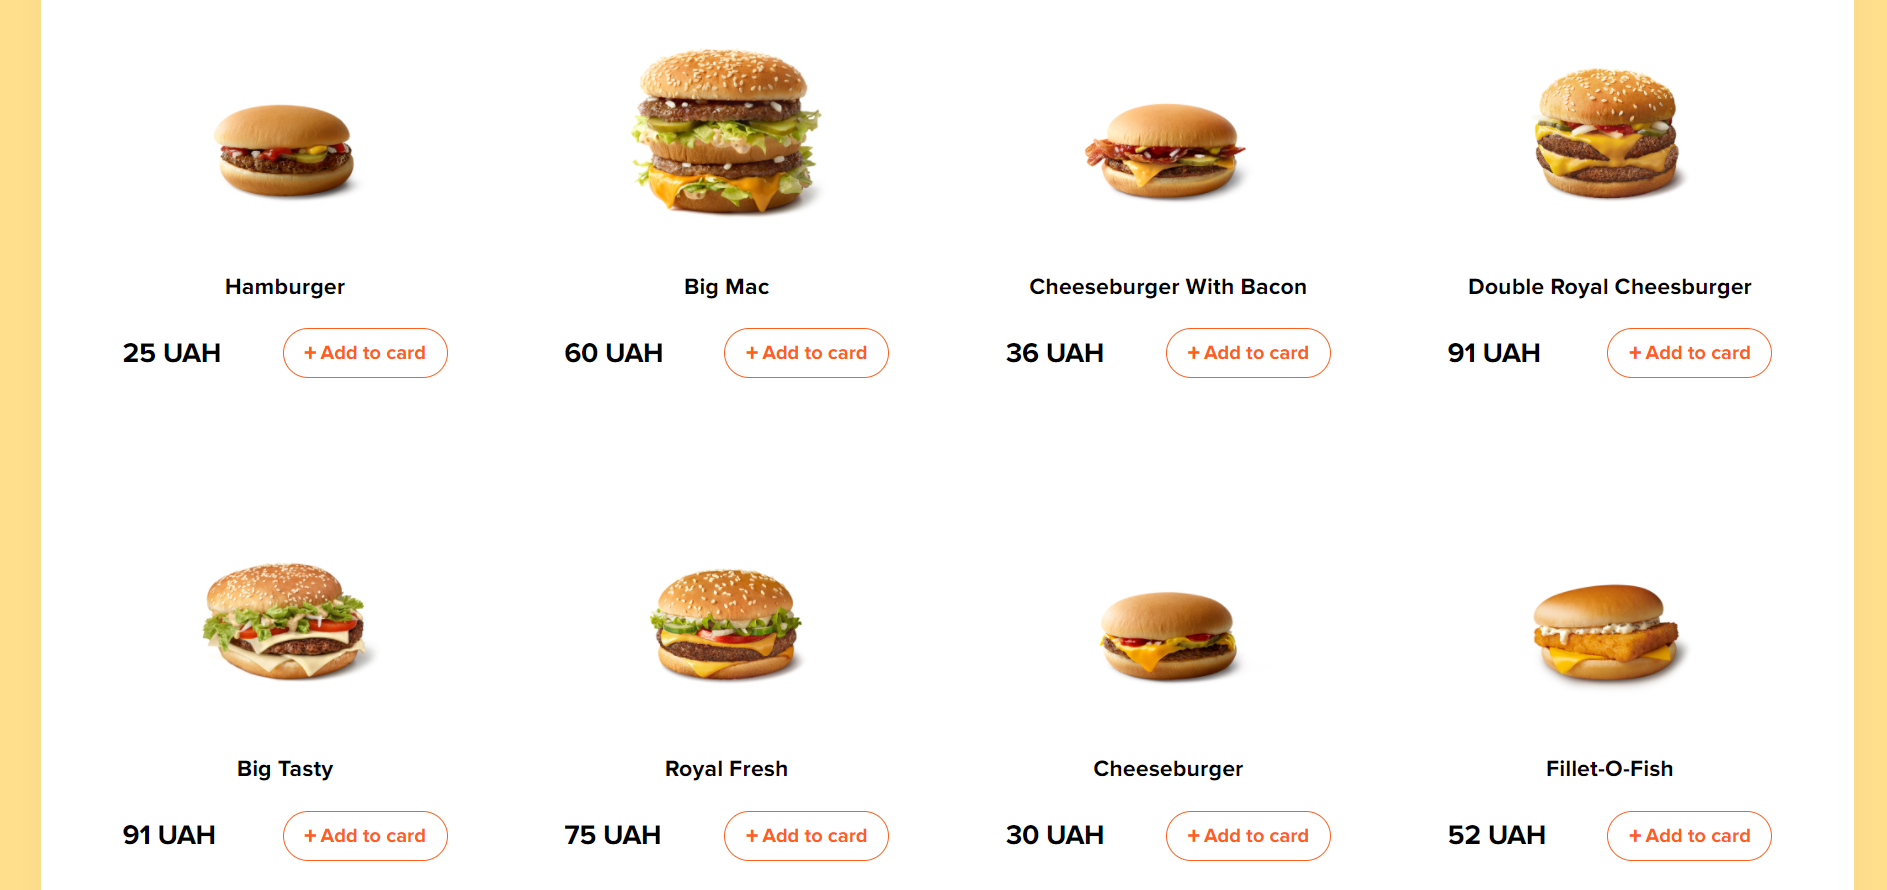 Hamburger
Big Mac
Cheeseburger With Bacon
Double Royal Cheesburger
25 UAH
+ Add to card
60 UAH
+ Add to card
36 UAH
+ Add to card
91 UAH
+ Add to card
Big Tasty
Royal Fresh
Cheeseburger
Fillet-O-Fish
91 UAH
+ Add to card
75 UAH
+ Add to card
30 UAH
+ Add to card
52 UAH
+ Add to card